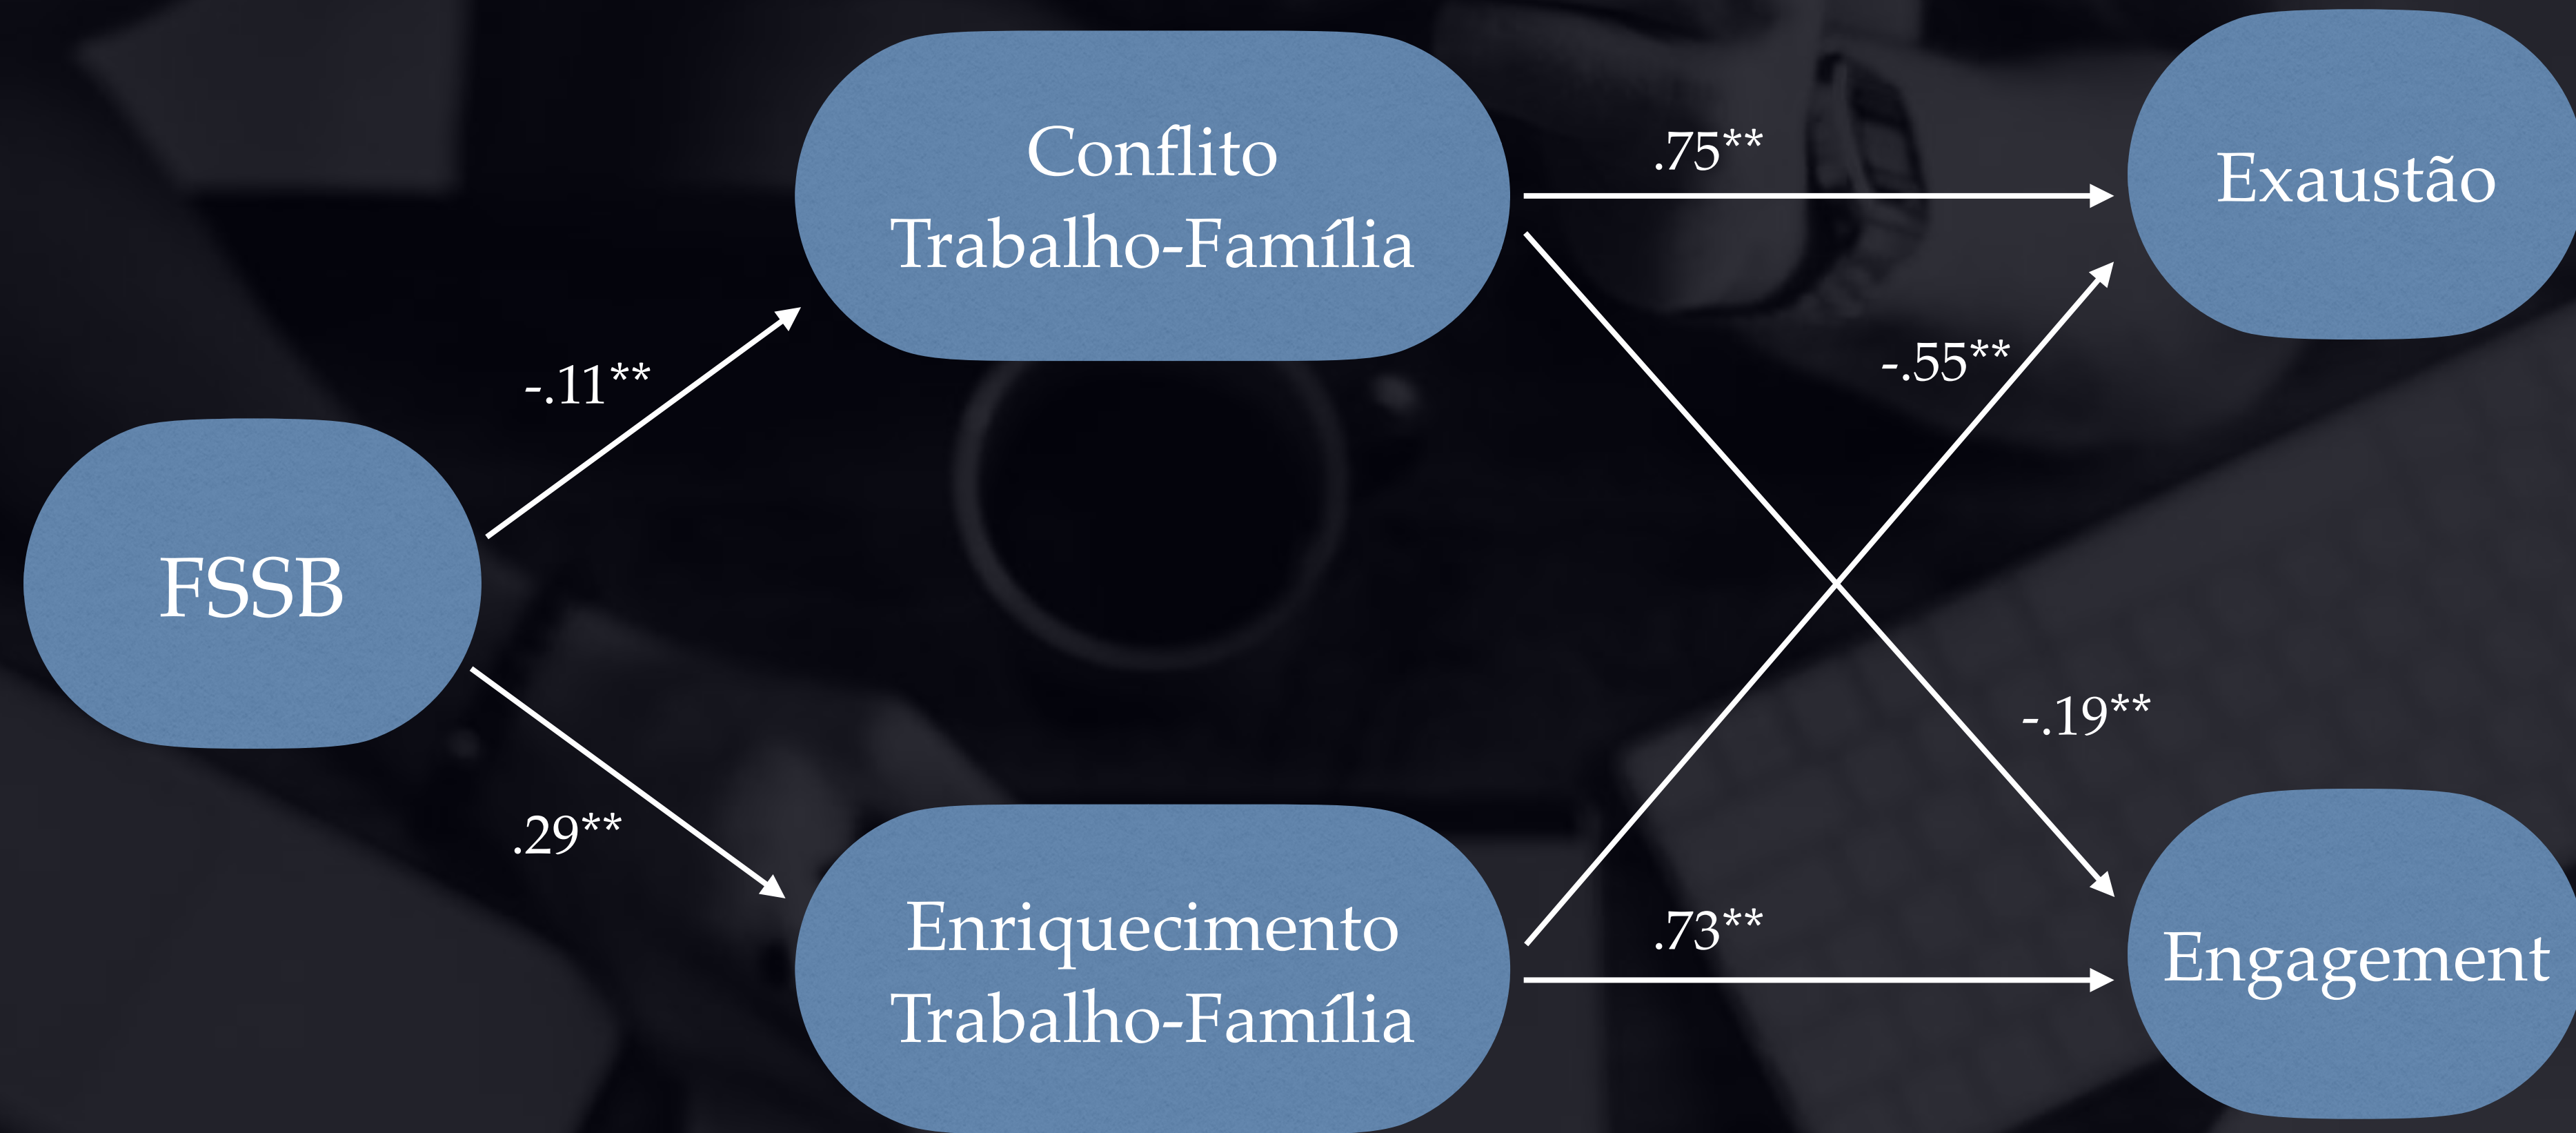 Conflito
Trabalho-Família
Exaustão
.75**
-.11**
-.55**
FSSB
-.19**
.29**
Enriquecimento
Trabalho-Família
.73**
Engagement